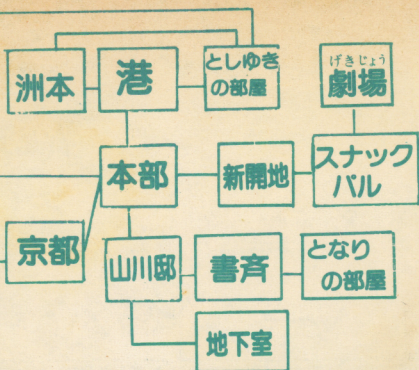 洲本
港
としゆき
の部屋
げきじょう
劇場
本部
新開地
スナック
パル
京都
山川邸
書斉
となり
の部屋
地下室